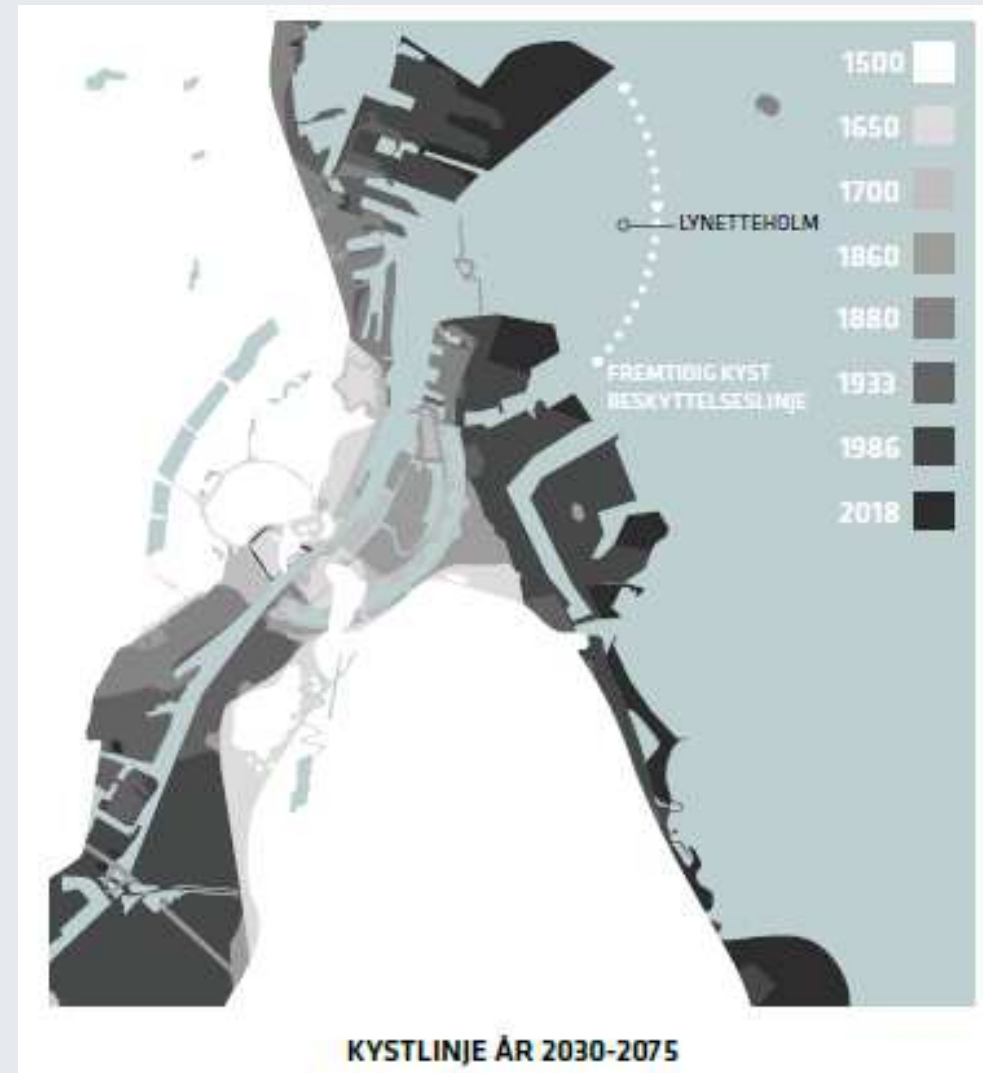 1500
1650
1700
1860
1880
1933
1986
2018
LYNETTEHOLM
FREMTIDIG KYST
BESKYTTELSESLINJE
KYSTLINJE ÅR 2030-2075